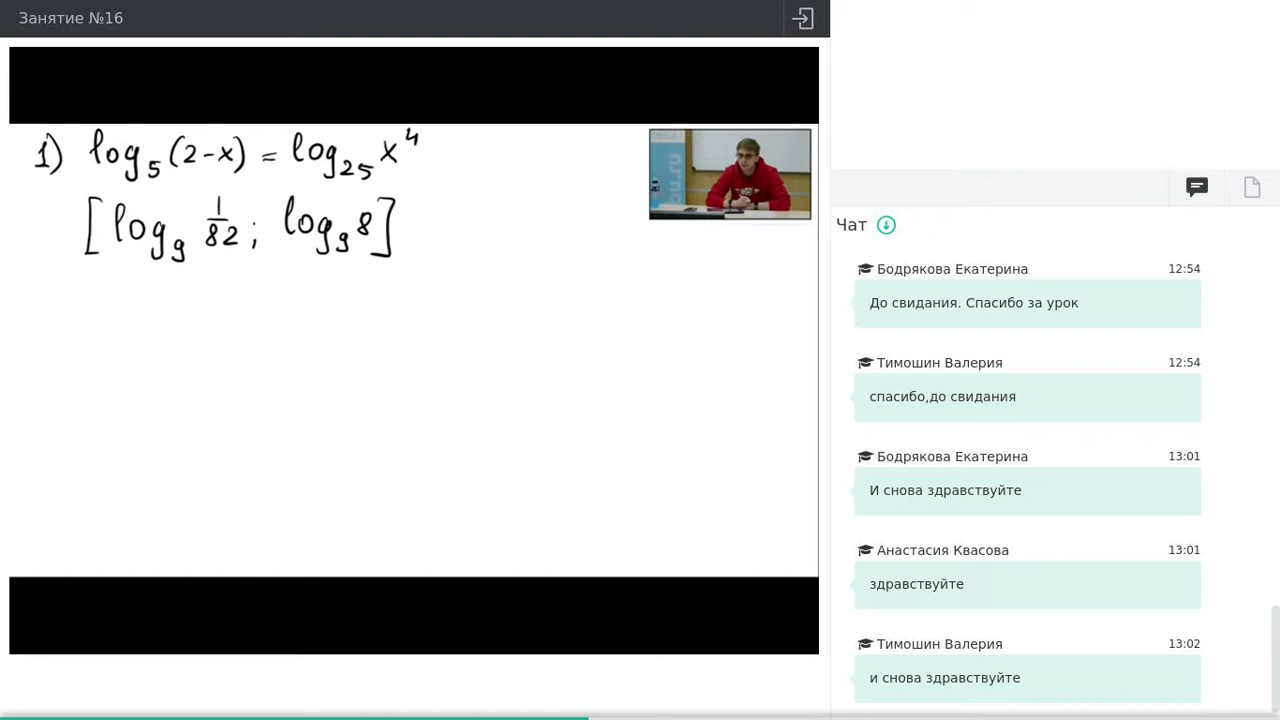 Занятие №16
1) log₅(2-x) = log₂₅ x⁴
[log₉ 1/82 ; log₉ 8]
Чат
Бодрякова Екатерина 12:54
До свидания. Спасибо за урок
Тимошин Валерия 12:54
спасибо,до свидания
Бодрякова Екатерина 13:01
И снова здравствуйте
Анастасия Квасова 13:01
здравствуйте
Тимошин Валерия 13:02
и снова здравствуйте